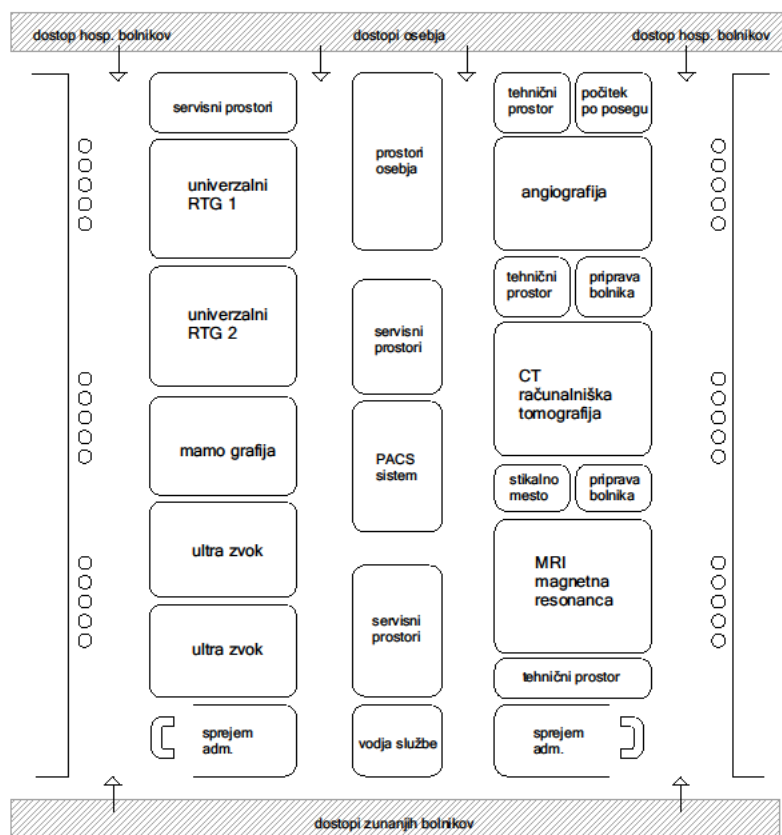 dostop hosp. bolnikov
dostopi osebja
dostop hosp. bolnikov
servisni prostori
univerzalni
RTG 1
univerzalni
RTG 2
mamo grafija
ultra zvok
ultra zvok
sprejem
adm.
prostori
osebja
servisni
prostori
PACS
sistem
servisni
prostori
vodja službe
tehnični
prostor
počitek
po posegu
angiografija
tehnični
prostor
priprava
bolnika
CT
računalniška
tomografija
stikalno
mesto
priprava
bolnika
MRI
magnetna
resonanca
tehnični prostor
sprejem
adm.
dostopi zunanjih bolnikov